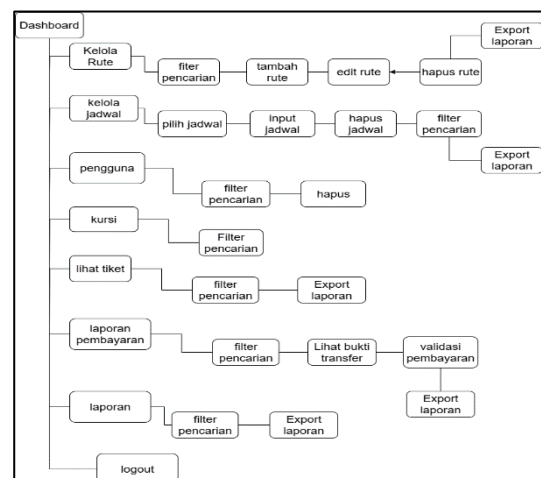 Dashboard
Export
laporan
Kelola
Rute
fiter
pencarian
tambah
rute
edit rute
hapus rute
kelola
jadwal
pilih jadwal
input
jadwal
hapus
jadwal
filter
pencarian
Export
laporan
pengguna
filter
pencarian
hapus
kursi
Filter
pencarian
lihat tiket
filter
pencarian
Export
laporan
laporan
pembayaran
filter
pencarian
Lihat bukti
transfer
validasi
pembayaran
Export
laporan
laporan
filter
pencarian
Export
laporan
logout